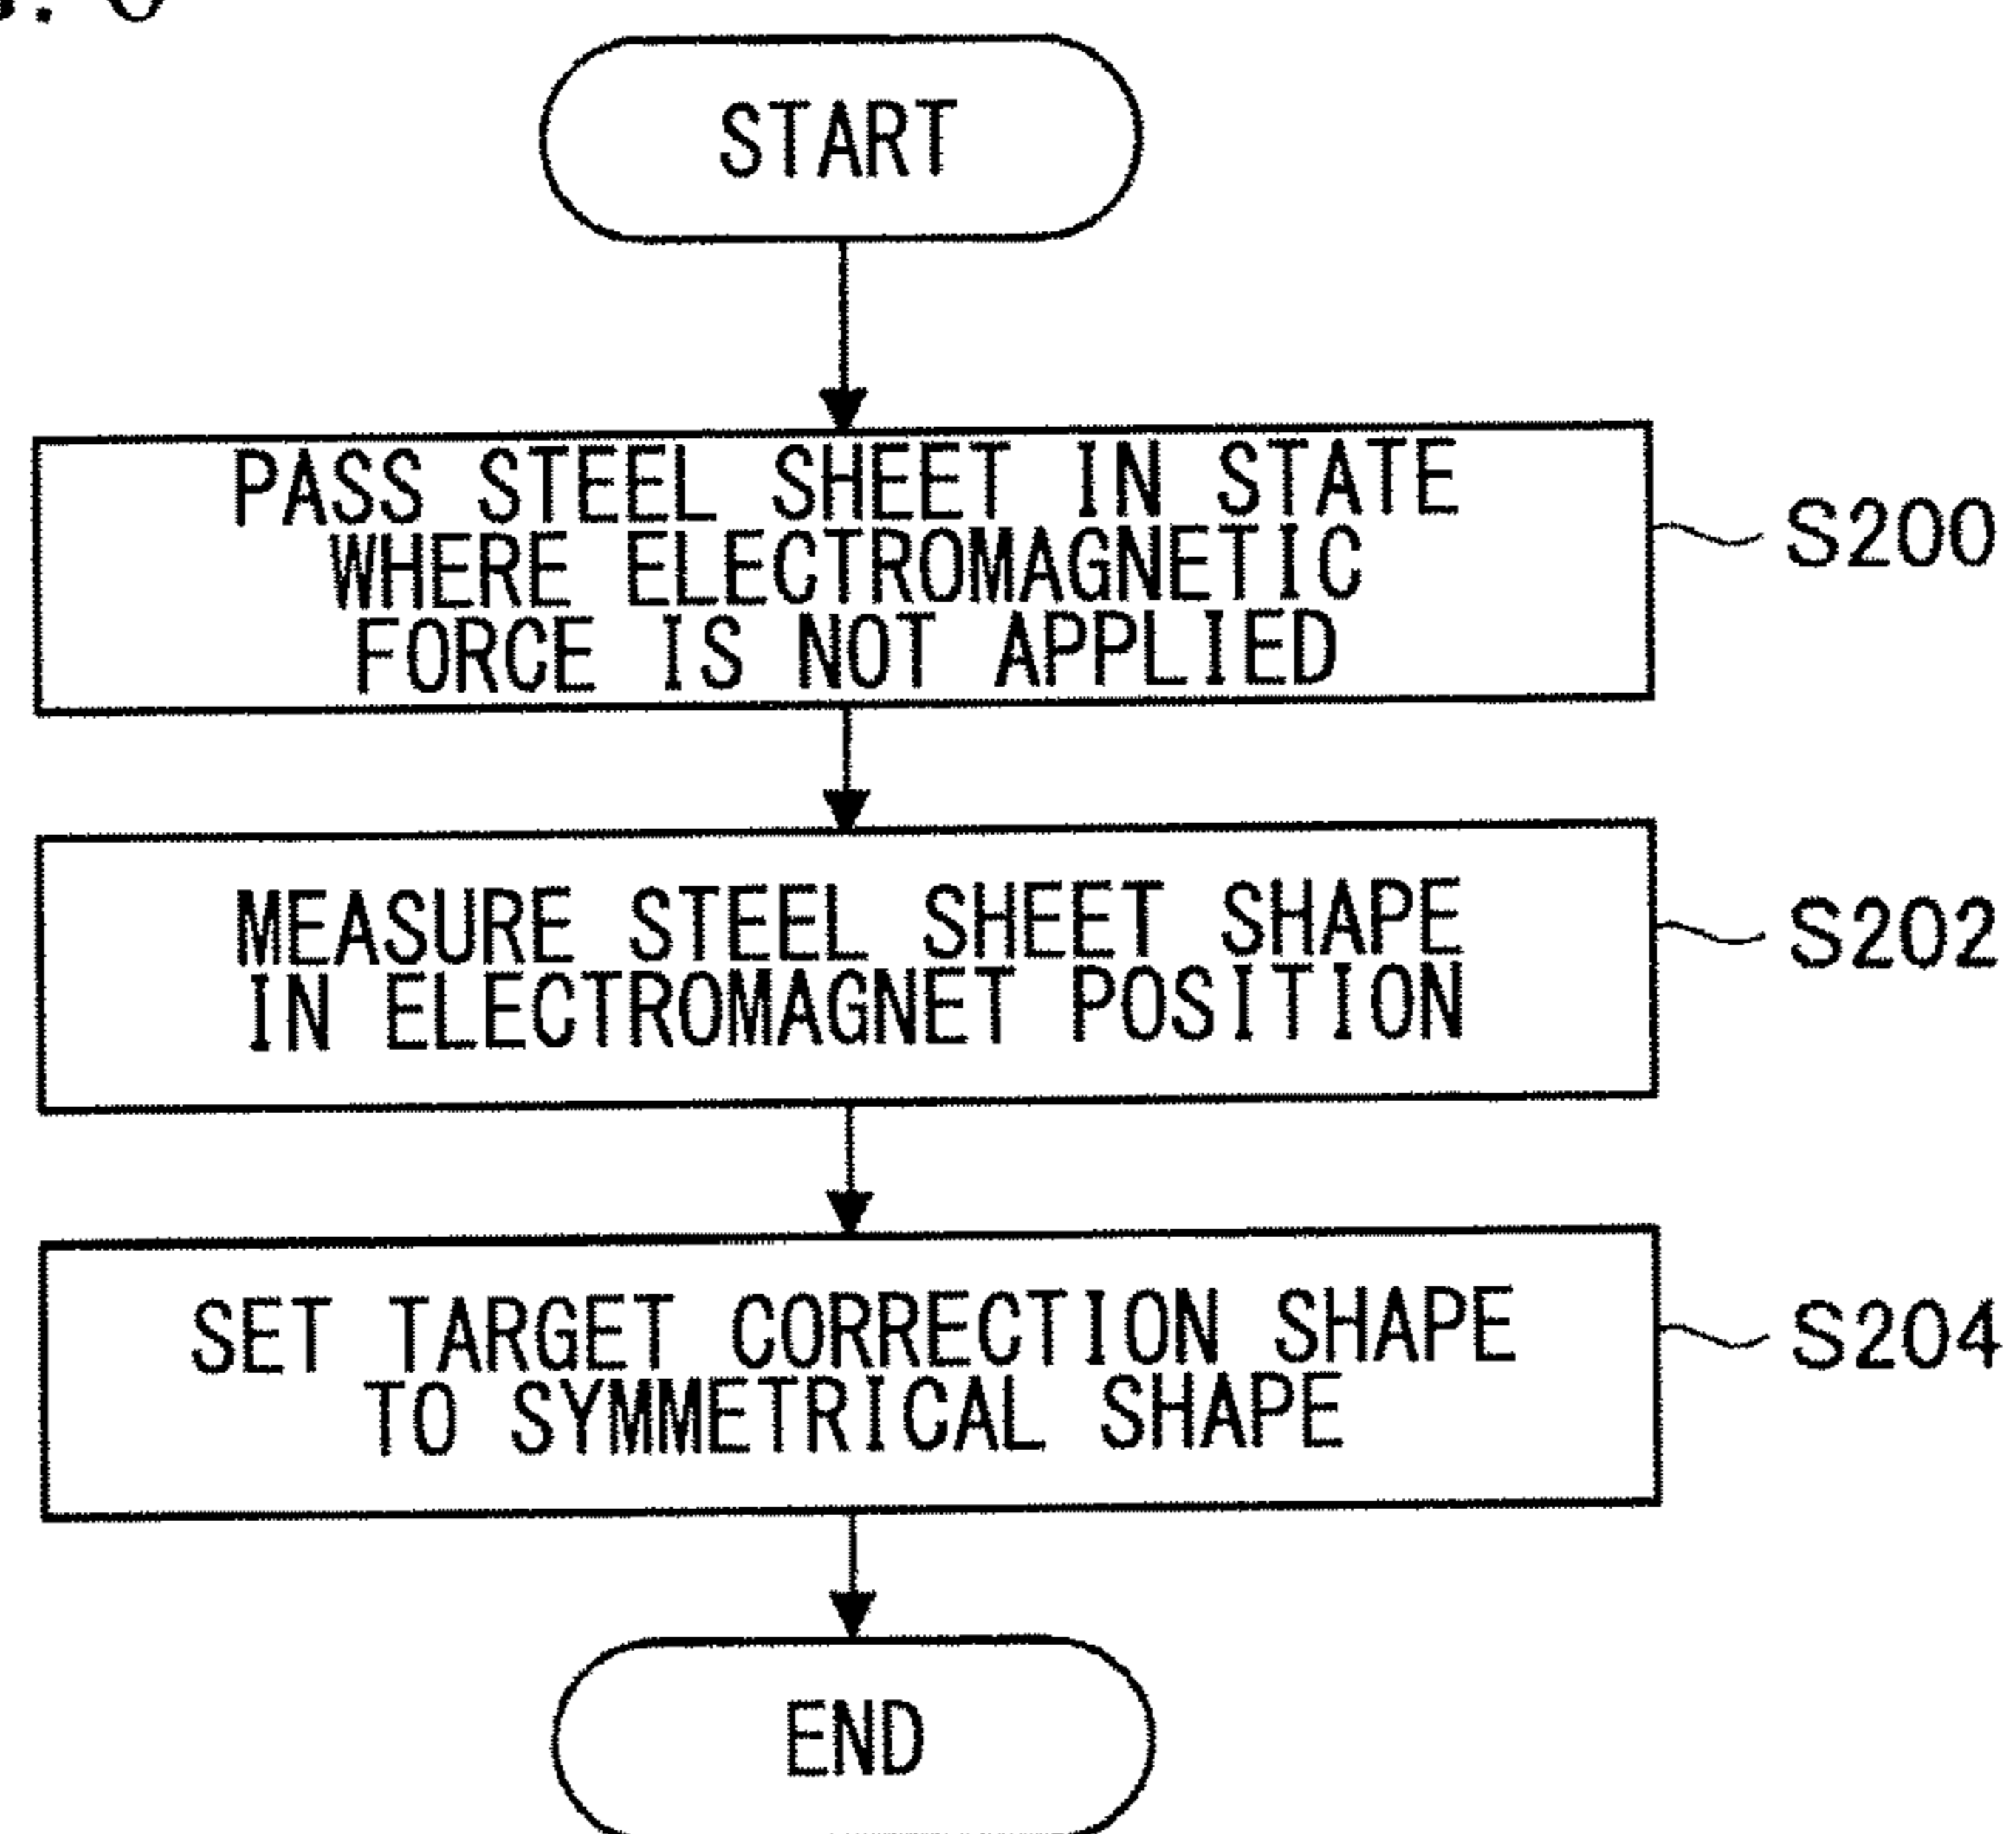 START
PASS STEEL SHEET IN STATE
WHERE ELECTROMAGNETIC
FORCE IS NOT APPLIED
S200
MEASURE STEEL SHEET SHAPE
IN ELECTROMAGNET POSITION
S202
SET TARGET CORRECTION SHAPE
TO SYMMETRICAL SHAPE
S204
END